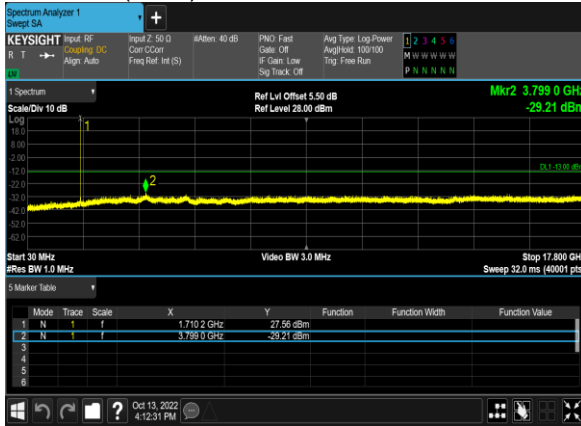 Spectrum Analyzer 1
Swept SA
KEYSIGHT Input: RF Input Z: 50 Ω #Atten: 40 dB PNO: Fast Avg Type: Log-Power 1 2 3 4 5 6
R T Coupling: DC Corr CCorr Gate: Off Avg|Hold: 100/100 M W W W W W
Align: Auto Freq Ref: Int (S) IF Gain: Low Trig: Free Run
Sig Track: Off P N N N N N
1 Spectrum
Ref Lvl Offset 5.50 dB Mkr2 3.799 0 GHz
Scale/Div 10 dB Ref Level 28.00 dBm -29.21 dBm
Log
1
18.0
8.00
-2.00
-12.0 DL1 -13.00 dBm
-22.0 2
-32.0
-42.0
-52.0
-62.0
Start 30 MHz Video BW 3.0 MHz Stop 17.800 GHz
#Res BW 1.0 MHz Sweep 32.0 ms (40001 pts
5 Marker Table
Mode Trace Scale X Y Function Function Width Function Value
1 N 1 f 1.710 2 GHz 27.56 dBm
2 N 1 f 3.799 0 GHz -29.21 dBm
3
4
5
6
? Oct 13, 2022
4:12:31 PM